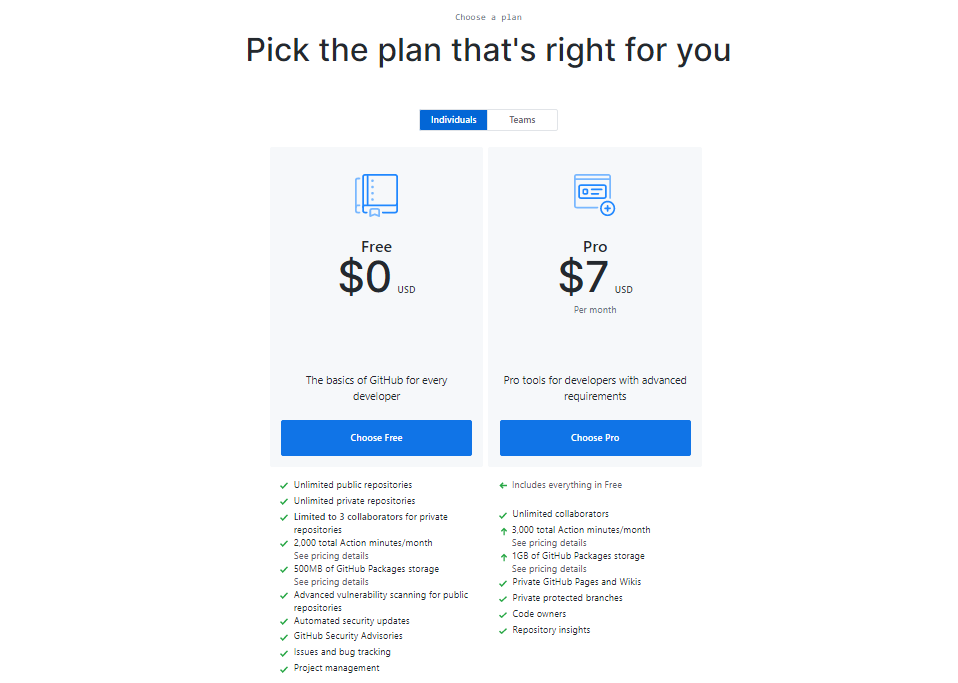 Choose a plan
Pick the plan that's right for you
Individuals
Teams
Free
$0 USD
The basics of GitHub for every
developer
Choose Free
Unlimited public repositories
Unlimited private repositories
Limited to 3 collaborators for private
repositories
2,000 total Action minutes/month
See pricing details
500MB of GitHub Packages storage
See pricing details
Advanced vulnerability scanning for public
repositories
Automated security updates
GitHub Security Advisories
Issues and bug tracking
Project management
Pro
$7 USD
Per month
Pro tools for developers with advanced
requirements
Choose Pro
Includes everything in Free
Unlimited collaborators
3,000 total Action minutes/month
See pricing details
1GB of GitHub Packages storage
See pricing details
Private GitHub Pages and Wikis
Private protected branches
Code owners
Repository insights